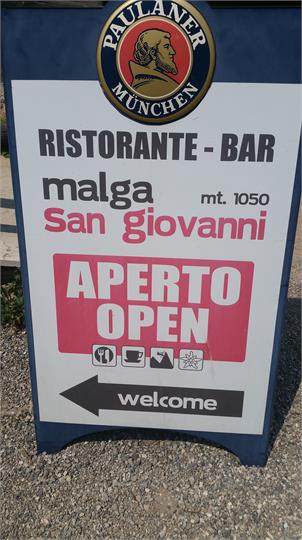 PAULANER
MÜNCHEN
RISTORANTE - BAR
malga mt. 1050
San giovanni
APERTO
OPEN
welcome